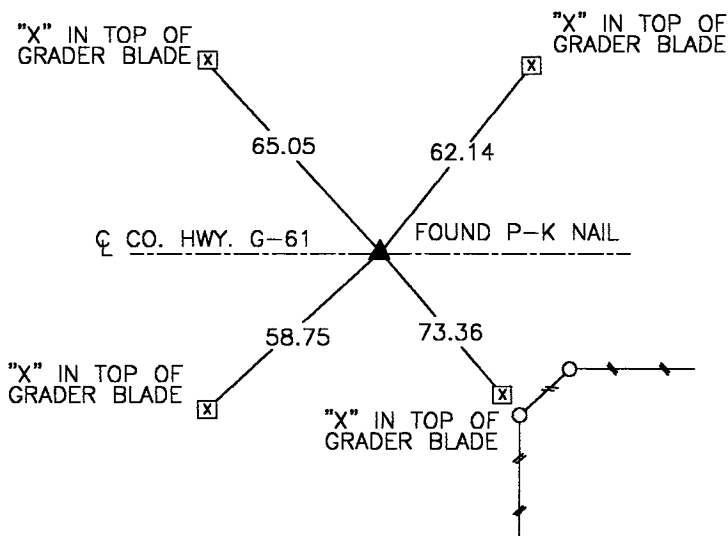 "X" IN TOP OF
GRADER BLADE
X
"X" IN TOP OF
GRADER BLADE
X
65.05
62.14
℄ CO. HWY. G-61
FOUND P-K NAIL
58.75
73.36
"X" IN TOP OF
GRADER BLADE
X
"X" IN TOP OF
GRADER BLADE
X